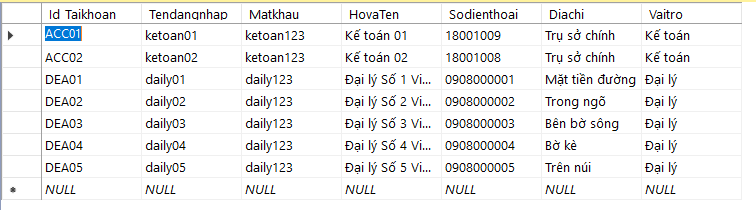 Id Taikhoan Tendangnhap Matkhau HovaTen Sodienthoai Diachi Vaitro
ACC01 ketoan01 ketoan123 Kế toán 01 18001009 Trụ sở chính Kế toán
ACC02 ketoan02 ketoan123 Kế toán 02 18001008 Trụ sở chính Kế toán
DEA01 daily01 daily123 Đại lý Số 1 Vi... 0908000001 Mặt tiền đường Đại lý
DEA02 daily02 daily123 Đại lý Số 2 Vi... 0908000002 Trong ngõ Đại lý
DEA03 daily03 daily123 Đại lý Số 3 Vi... 0908000003 Bên bờ sông Đại lý
DEA04 daily04 daily123 Đại lý Số 4 Vi... 0908000004 Bờ kè Đại lý
DEA05 daily05 daily123 Đại lý Số 5 Vi... 0908000005 Trên núi Đại lý
NULL NULL NULL NULL NULL NULL NULL